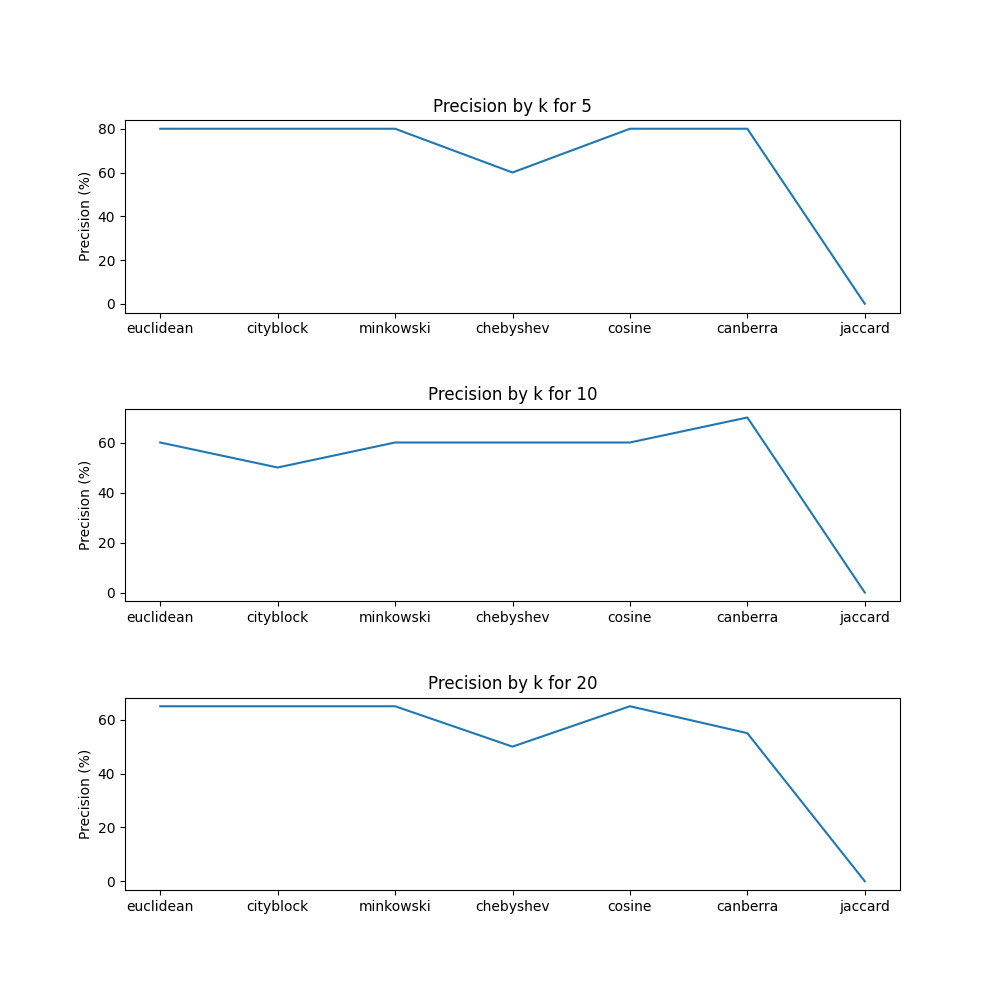 Precision by k for 5
Precision (%)
80
60
40
20
0
euclidean cityblock minkowski chebyshev cosine canberra jaccard
Precision by k for 10
Precision (%)
60
40
20
0
euclidean cityblock minkowski chebyshev cosine canberra jaccard
Precision by k for 20
Precision (%)
60
40
20
0
euclidean cityblock minkowski chebyshev cosine canberra jaccard